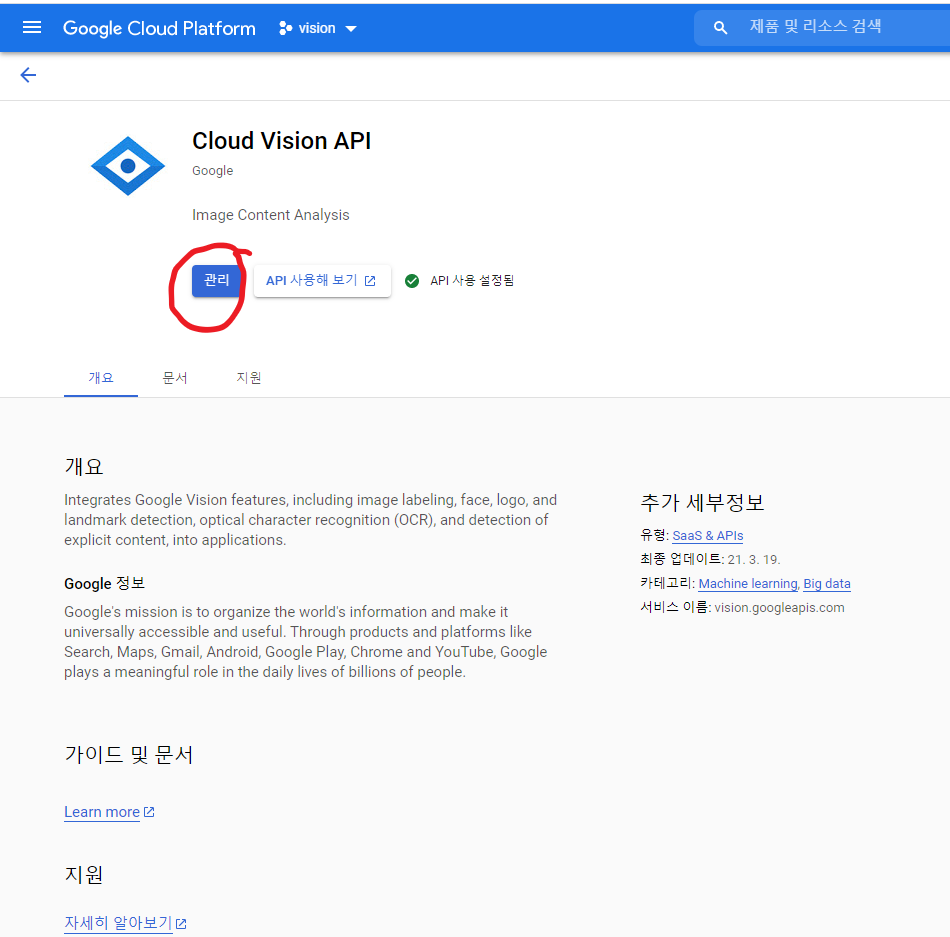 Google Cloud Platform
vision
제품 및 리소스 검색
Cloud Vision API
Google
Image Content Analysis
관리
API 사용해 보기
API 사용 설정됨
개요
문서
지원
개요
Integrates Google Vision features, including image labeling, face, logo, and
landmark detection, optical character recognition (OCR), and detection of
explicit content, into applications.
Google 정보
Google's mission is to organize the world's information and make it
universally accessible and useful. Through products and platforms like
Search, Maps, Gmail, Android, Google Play, Chrome and YouTube, Google
plays a meaningful role in the daily lives of billions of people.
추가 세부정보
유형: SaaS & APIs
최종 업데이트: 21. 3. 19.
카테고리: Machine learning, Big data
서비스 이름: vision.googleapis.com
가이드 및 문서
Learn more
지원
자세히 알아보기